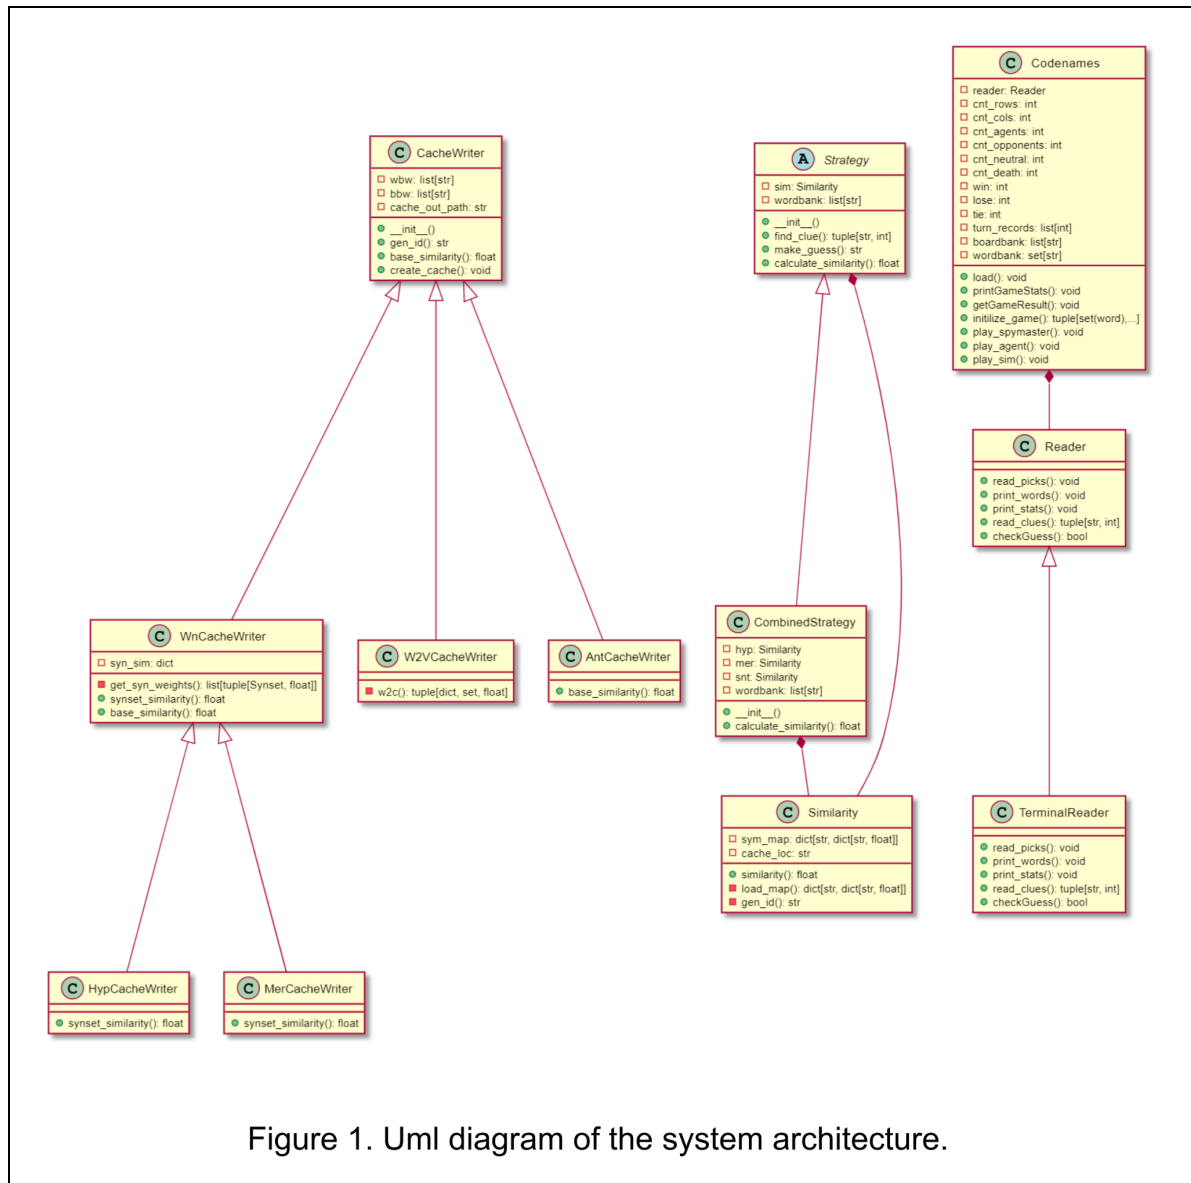 C CacheWriter
wbw: list[str]
bbw: list[str]
cache_out_path: str
__init__()
gen_id(): str
base_similarity(): float
create_cache(): void
A Strategy
sim: Similarity
wordbank: list[str]
__init__()
find_clue(): tuple[str, int]
make_guess(): str
calculate_similarity(): float
C Codenames
reader: Reader
cnt_rows: int
cnt_cols: int
cnt_agents: int
cnt_opponents: int
cnt_neutral: int
cnt_death: int
win: int
lose: int
tie: int
turn_records: list[int]
boardbank: list[str]
wordbank: set[str]
load(): void
printGameStats(): void
getGameResult(): void
initilize_game(): tuple[set(word),...]
play_spymaster(): void
play_agent(): void
play_sim(): void
C Reader
read_picks(): void
print_words(): void
print_stats(): void
read_clues(): tuple[str, int]
checkGuess(): bool
C WnCacheWriter
syn_sim: dict
get_syn_weights(): list[tuple[Synset, float]]
synset_similarity(): float
base_similarity(): float
C W2VCacheWriter
w2c(): tuple[dict, set, float]
C AntCacheWriter
base_similarity(): float
C CombinedStrategy
hyp: Similarity
mer: Similarity
snt: Similarity
wordbank: list[str]
__init__()
calculate_similarity(): float
C Similarity
sym_map: dict[str, dict[str, float]]
cache_loc: str
similarity(): float
load_map(): dict[str, dict[str, float]]
gen_id(): str
C TerminalReader
read_picks(): void
print_words(): void
print_stats(): void
read_clues(): tuple[str, int]
checkGuess(): bool
C HypCacheWriter
synset_similarity(): float
C MerCacheWriter
synset_similarity(): float
Figure 1. Uml diagram of the system architecture.